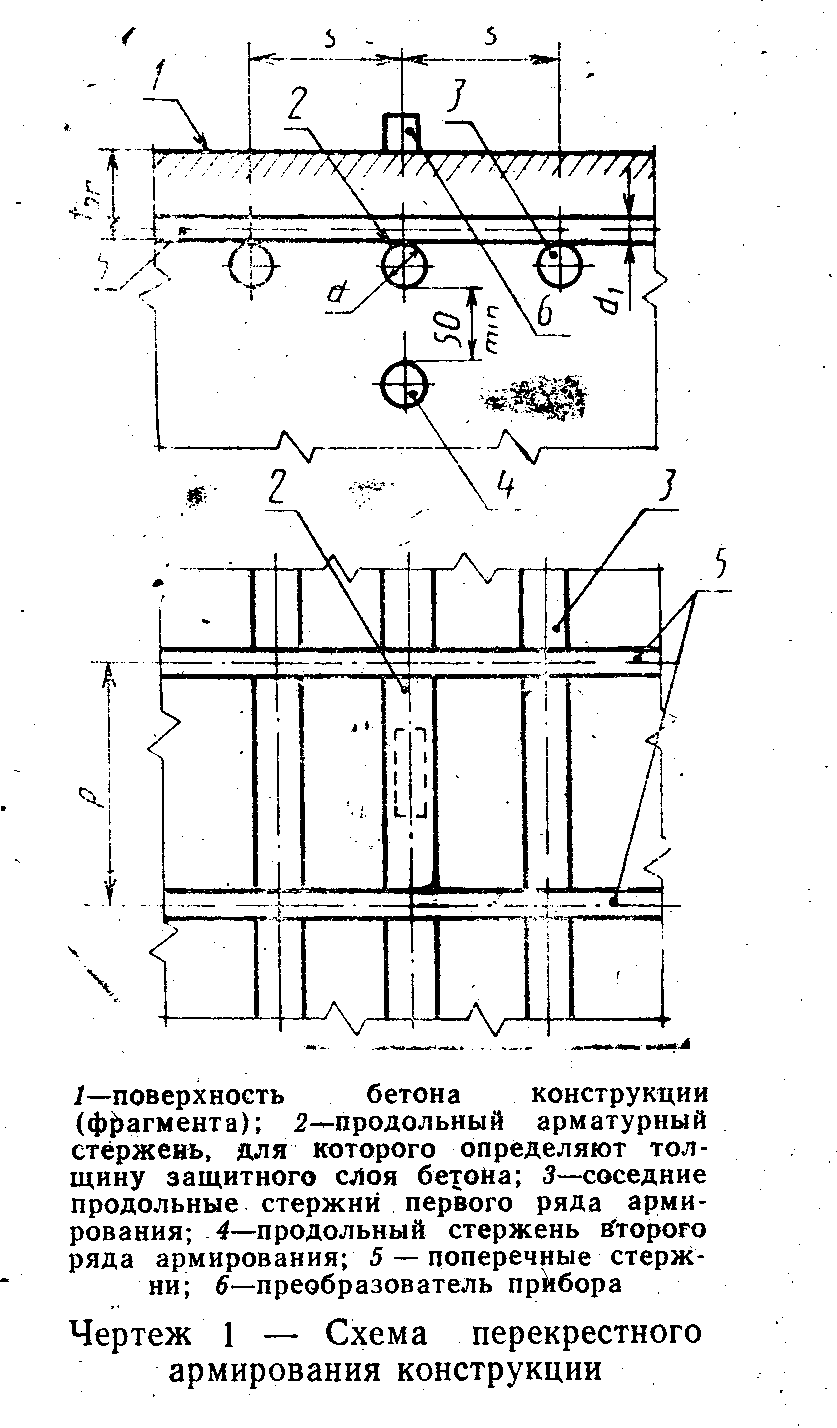 s s
1 2 3
tпг
5 d 50 min 6 d1
4
2 3
5
p
1—поверхность бетона конструкции
(фрагмента); 2—продольный арматурный
стержень, для которого определяют тол-
щину защитного слоя бетона; 3—соседние
продольные стержни первого ряда арми-
рования; 4—продольный стержень второго
ряда армирования; 5 — поперечные стерж-
ни; 6—преобразователь прибора
Чертеж 1 — Схема перекрестного
армирования конструкции